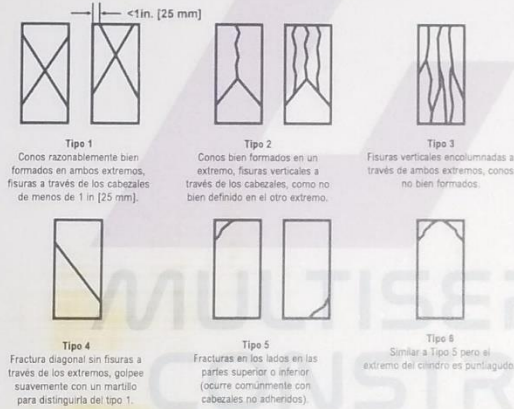 <1in. [25 mm]
Tipo 1
Conos razonablemente bien
formados en ambos extremos,
fisuras a través de los cabezales
de menos de 1 in [25 mm].
Tipo 2
Conos bien formados en un
extremo, fisuras verticales a
través de los cabezales, como no
bien definido en el otro extremo.
Tipo 3
Fisuras verticales encolumnadas a
través de ambos extremos, conos
no bien formados.
Tipo 4
Fractura diagonal sin fisuras a
través de los extremos, golpee
suavemente con un martillo
para distinguirla del tipo 1.
Tipo 5
Fracturas en los lados en las
partes superior o inferior
(ocurre comúnmente con
cabezales no adheridos).
Tipo 6
Similar a Tipo 5 pero el
extremo del cilindro es puntiagudo
MULTISER
CONSTR